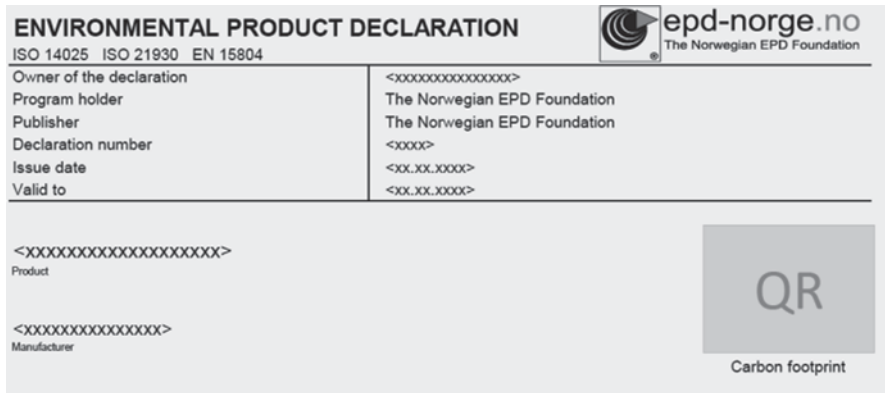 ENVIRONMENTAL PRODUCT DECLARATION
epd-norge.no
The Norwegian EPD Foundation
®
ISO 14025 ISO 21930 EN 15804
Owner of the declaration <xxxxxxxxxxxxxxx>
Program holder The Norwegian EPD Foundation
Publisher The Norwegian EPD Foundation
Declaration number <xxxx>
Issue date <xx.xx.xxxx>
Valid to <xx.xx.xxxx>
<xxxxxxxxxxxxxxxxxxx>
Product
<xxxxxxxxxxxxxxx>
Manufacturer
QR
Carbon footprint